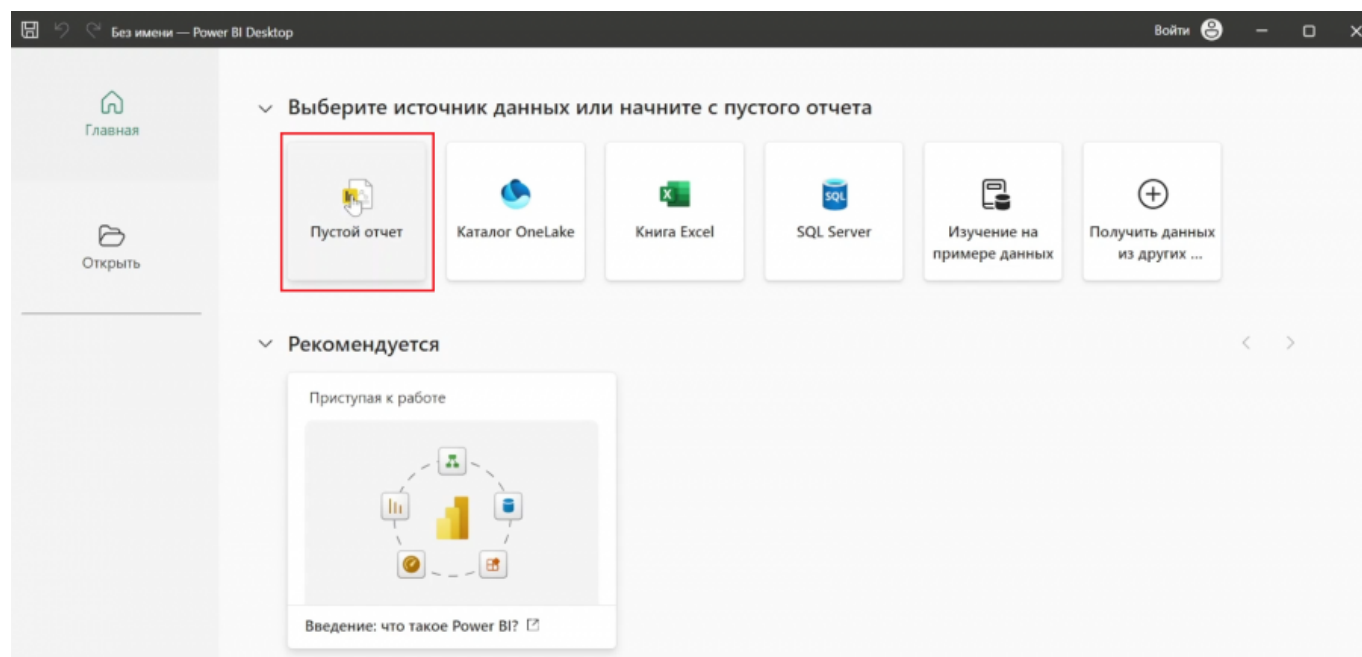 Без имени — Power BI Desktop
Войти
Главная
Открыть
Выберите источник данных или начните с пустого отчета
Пустой отчет
Каталог OneLake
Книга Excel
SQL
SQL Server
Изучение на
примере данных
Получить данных
из других ...
Рекомендуется
Приступая к работе
Введение: что такое Power BI?